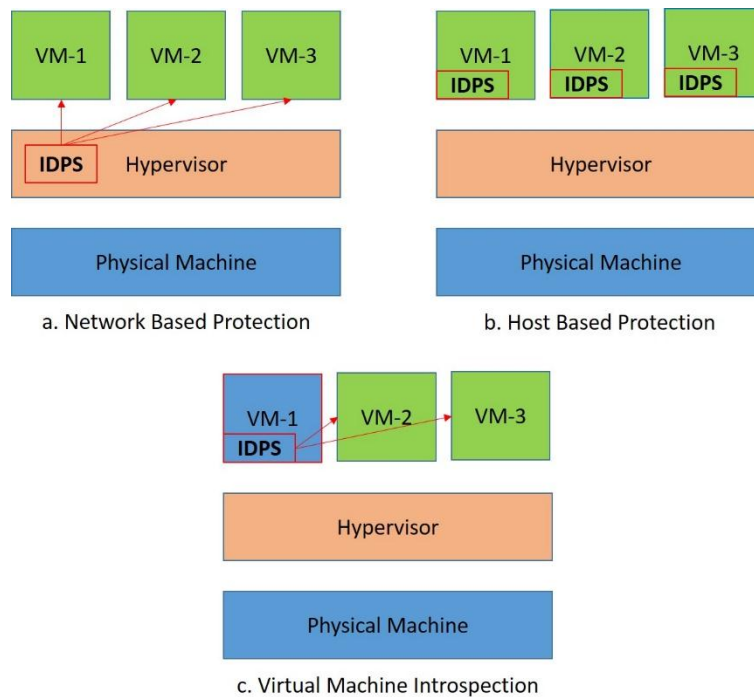 VM-1
VM-2
VM-3
IDPS
Hypervisor
Physical Machine
a. Network Based Protection
VM-1
VM-2
VM-3
IDPS
IDPS
IDPS
Hypervisor
Physical Machine
b. Host Based Protection
VM-1
VM-2
VM-3
IDPS
Hypervisor
Physical Machine
c. Virtual Machine Introspection